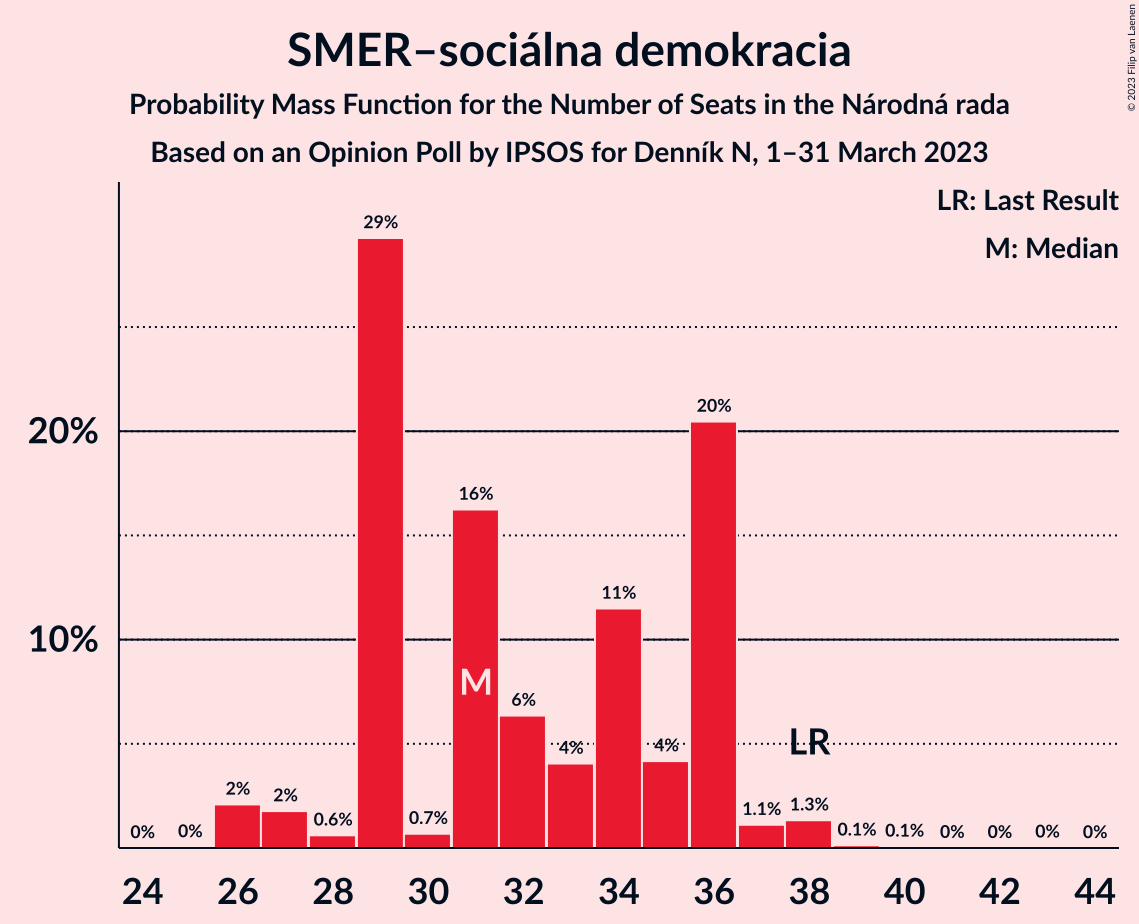 © 2023 Filip van Laenen
SMER–sociálna demokracia
Probability Mass Function for the Number of Seats in the Národná rada
Based on an Opinion Poll by IPSOS for Denník N, 1–31 March 2023
LR: Last Result
M: Median
20%
10%
0%
0%
2%
2%
0.6%
29%
0.7%
16%
6%
4%
11%
4%
20%
1.1%
1.3%
0.1%
0.1%
0%
0%
0%
0%
M
LR
24 26 28 30 32 34 36 38 40 42 44